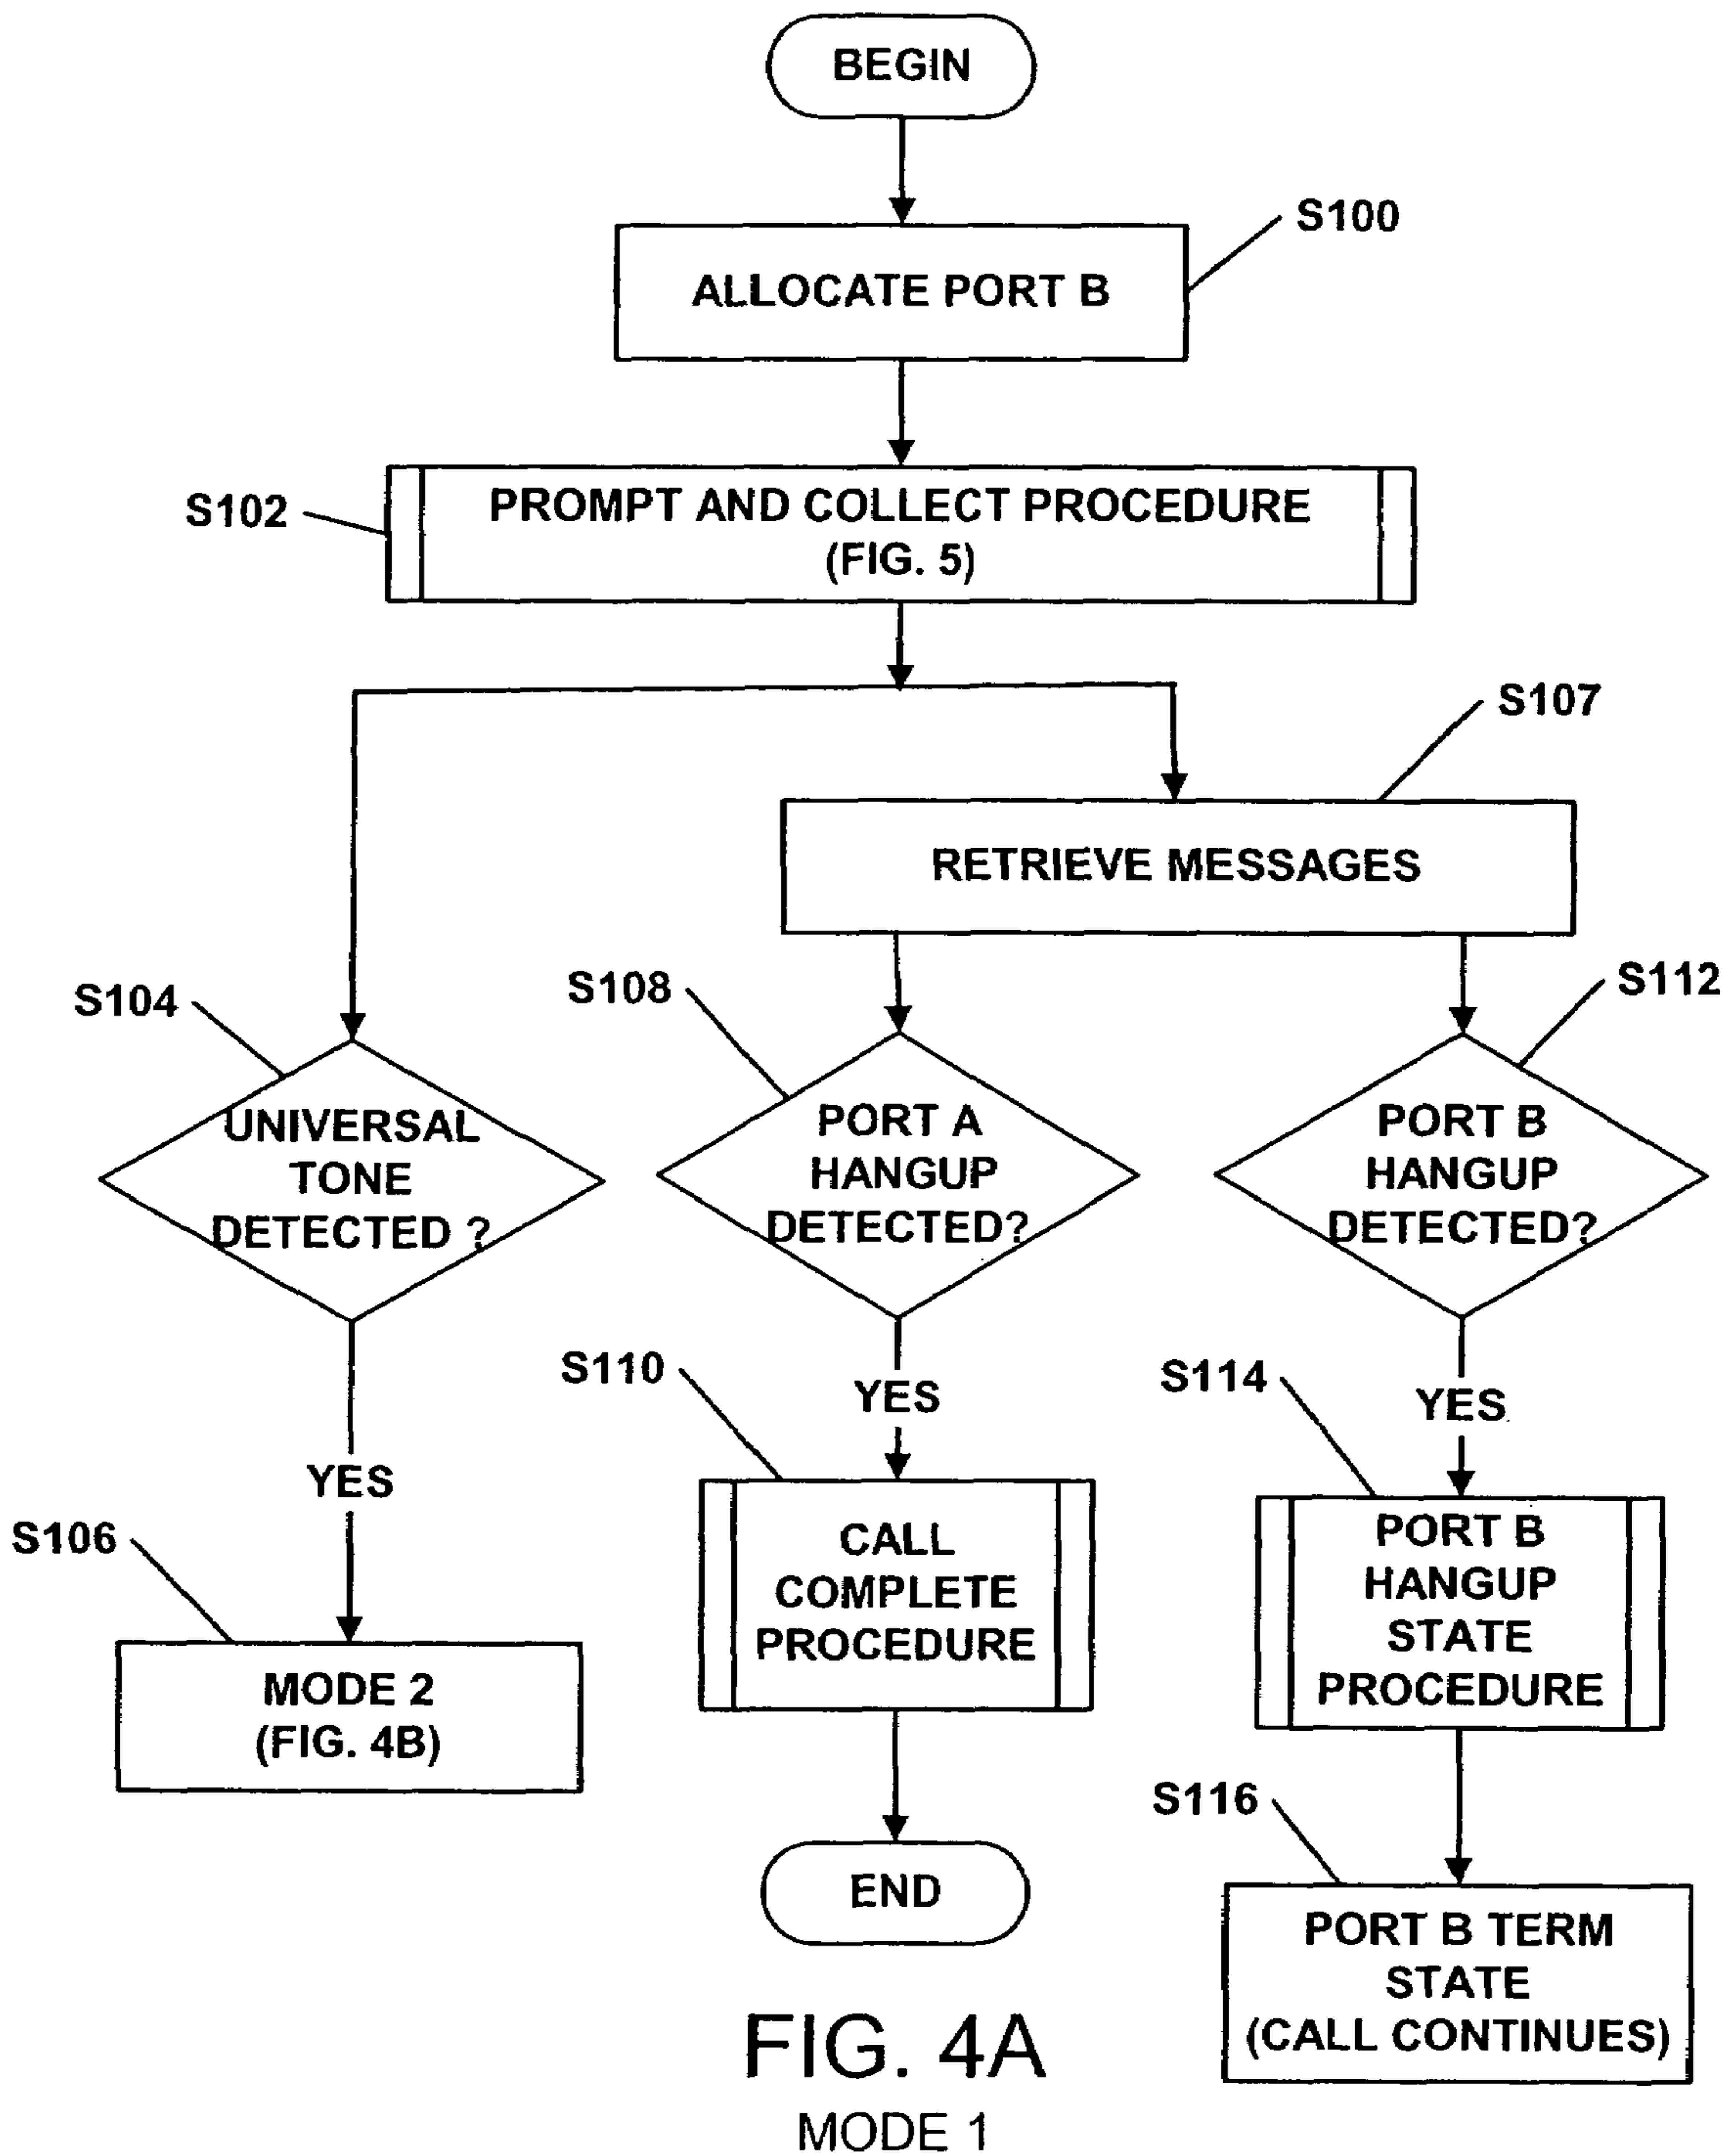 BEGIN
S100
ALLOCATE PORT B
S102
PROMPT AND COLLECT PROCEDURE
(FIG. 5)
S107
RETRIEVE MESSAGES
S104
S108
S112
UNIVERSAL
TONE
DETECTED ?
PORT A
HANGUP
DETECTED?
PORT B
HANGUP
DETECTED?
YES
S106
MODE 2
(FIG. 4B)
S110
YES
CALL
COMPLETE
PROCEDURE
END
S114
YES
PORT B
HANGUP
STATE
PROCEDURE
S116
PORT B TERM
STATE
(CALL CONTINUES)
FIG. 4A
MODE 1